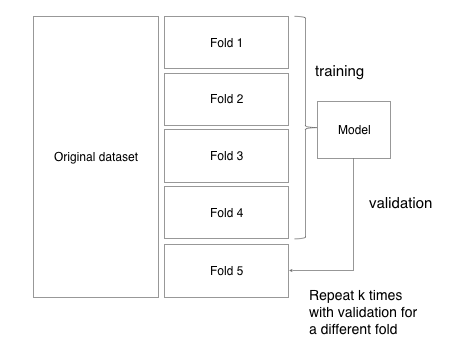 Original dataset
Fold 1
Fold 2
Fold 3
Fold 4
Fold 5
training
Model
validation
Repeat k times
with validation for
a different fold